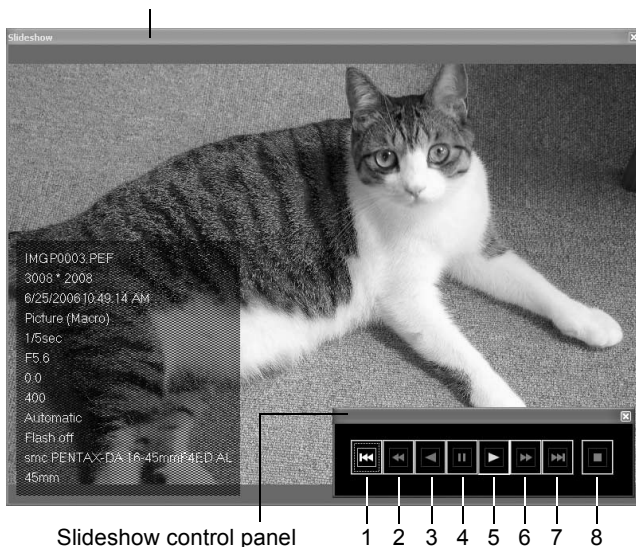 Slideshow
IMGP0003.PEF
3008 * 2008
6/25/2006 10:49:14 AM
Picture (Macro)
1/5sec
F5.6
0.0
400
Automatic
Flash off
smc PENTAX-DA 16-45mmF4ED AL
45mm
Slideshow control panel
1 2 3 4 5 6 7 8